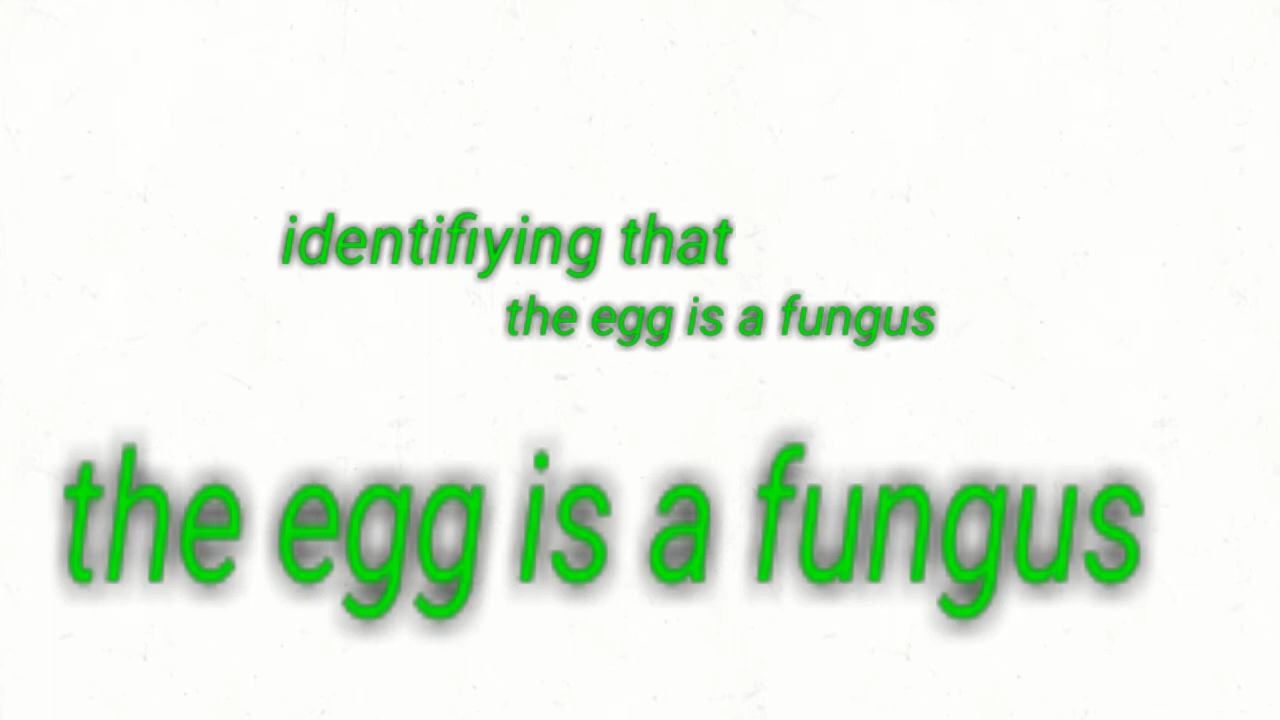 identifiying that
the egg is a fungus
the egg is a fungus